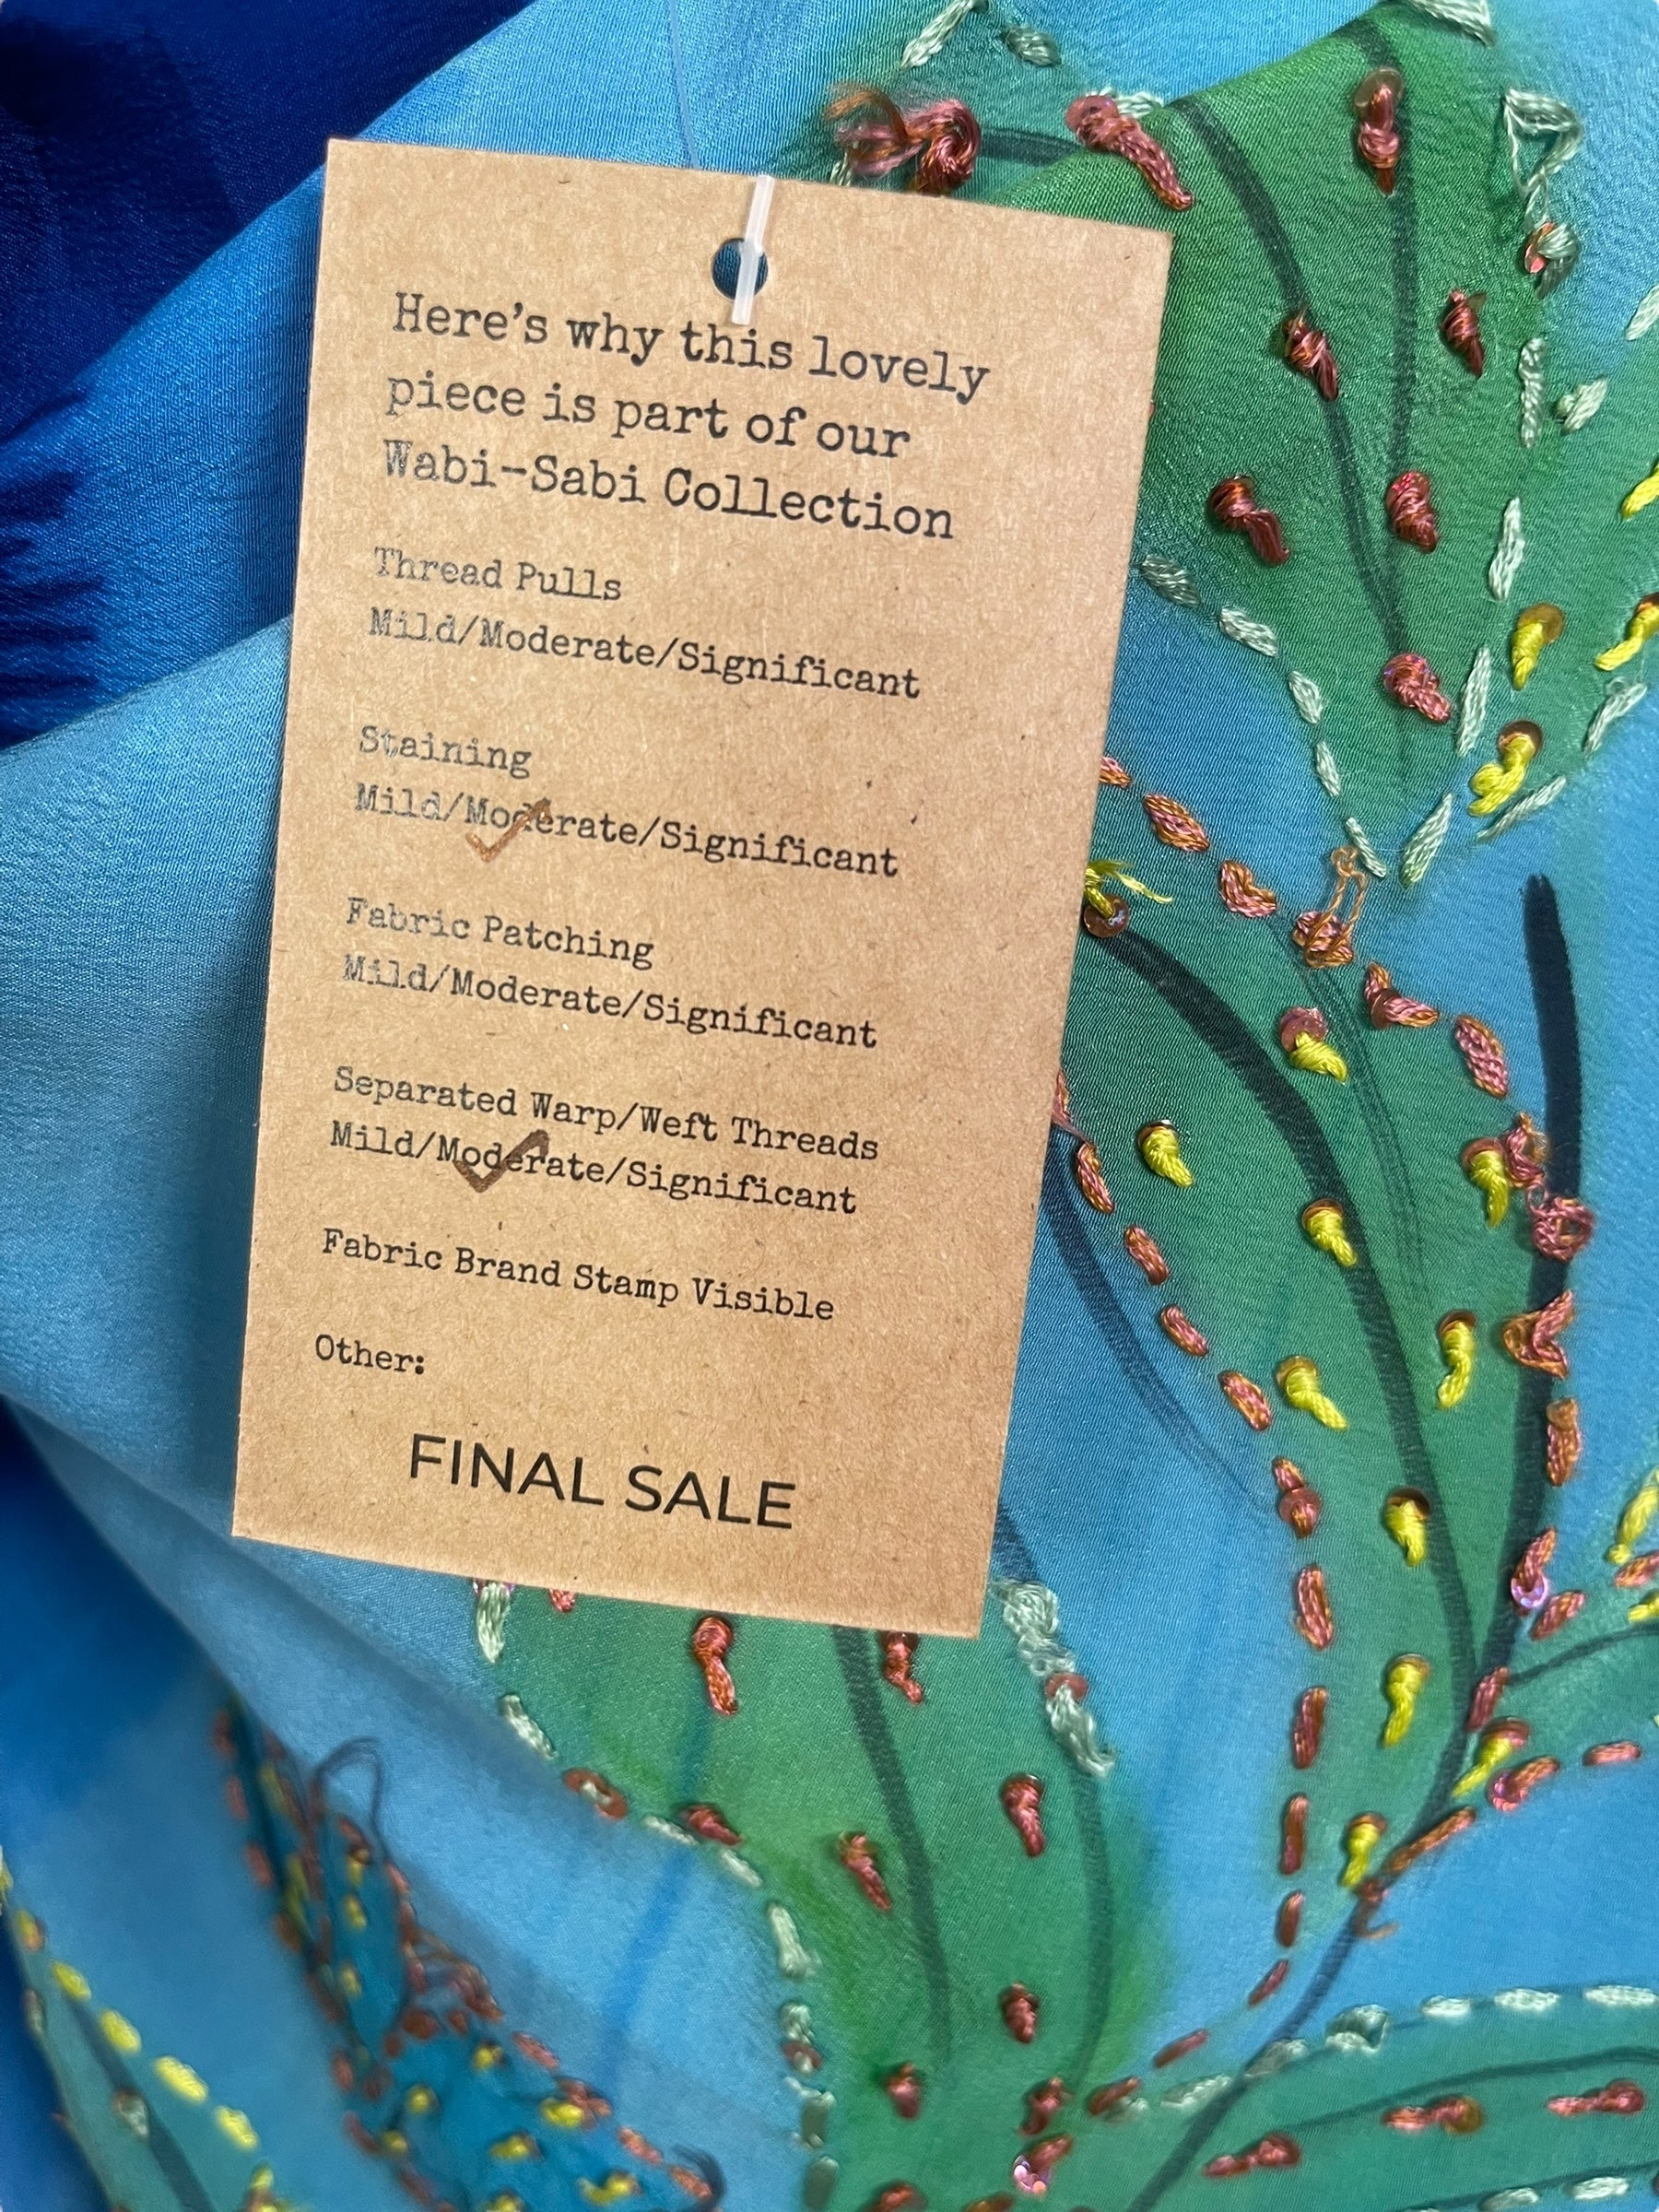 Here's why this lovely
piece is part of our
Wabi-Sabi Collection
Thread Pulls
Mild/Moderate/Significant
Staining
Mild/Moderate/Significant
Fabric Patching
Mild/Moderate/Significant
Separated Warp/Weft Threads
Mild/Moderate/Significant
Fabric Brand Stamp Visible
Other:
FINAL SALE